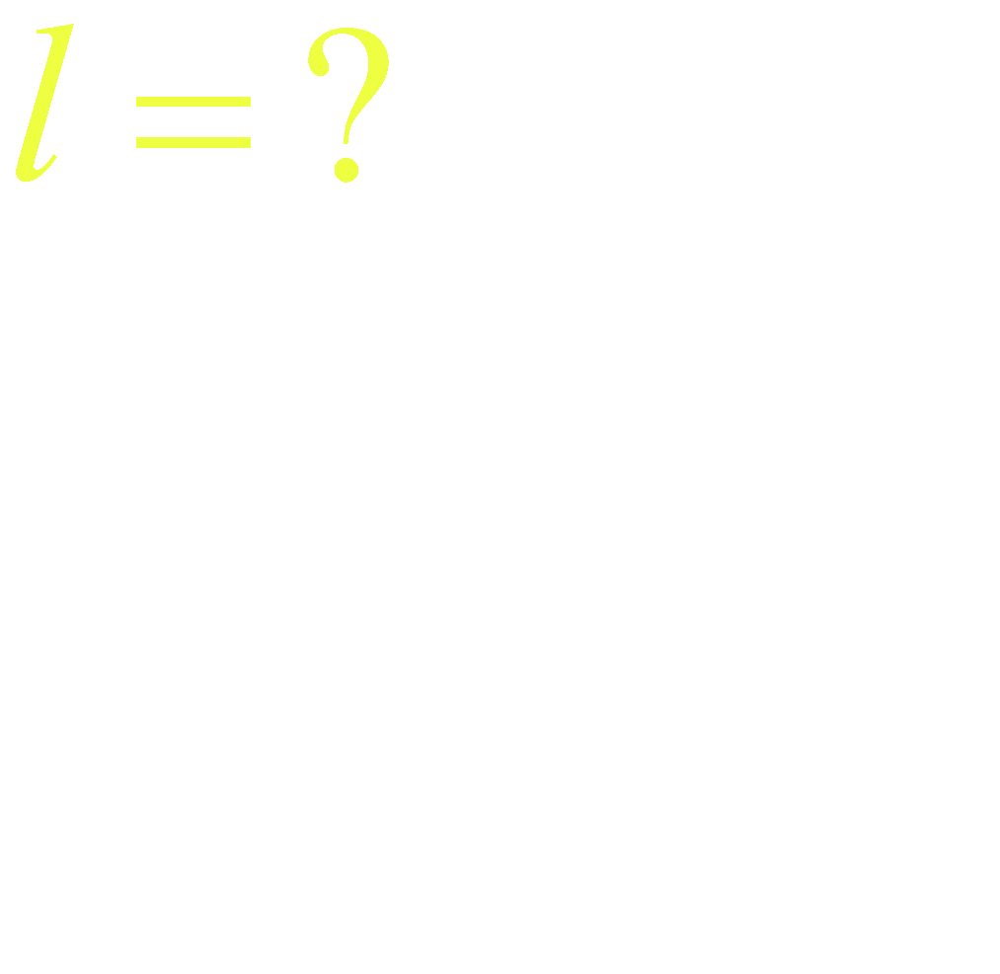 l = ?